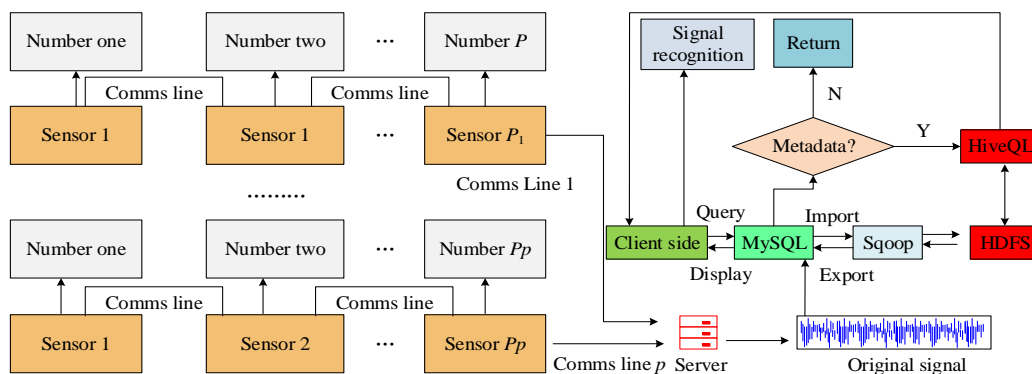 Number one
Number two
...
Number P
Signal
recognition
Return
Comms line
Comms line
N
Sensor 1
Sensor 1
...
Sensor P₁
Metadata?
Y
HiveQL
Comms Line 1
.........
Number one
Number two
...
Number Pp
Query
Import
Client side
MySQL
Sqoop
HDFS
Display
Export
Comms line
Comms line
Sensor 1
Sensor 2
...
Sensor Pp
Comms line p
Server
Original signal